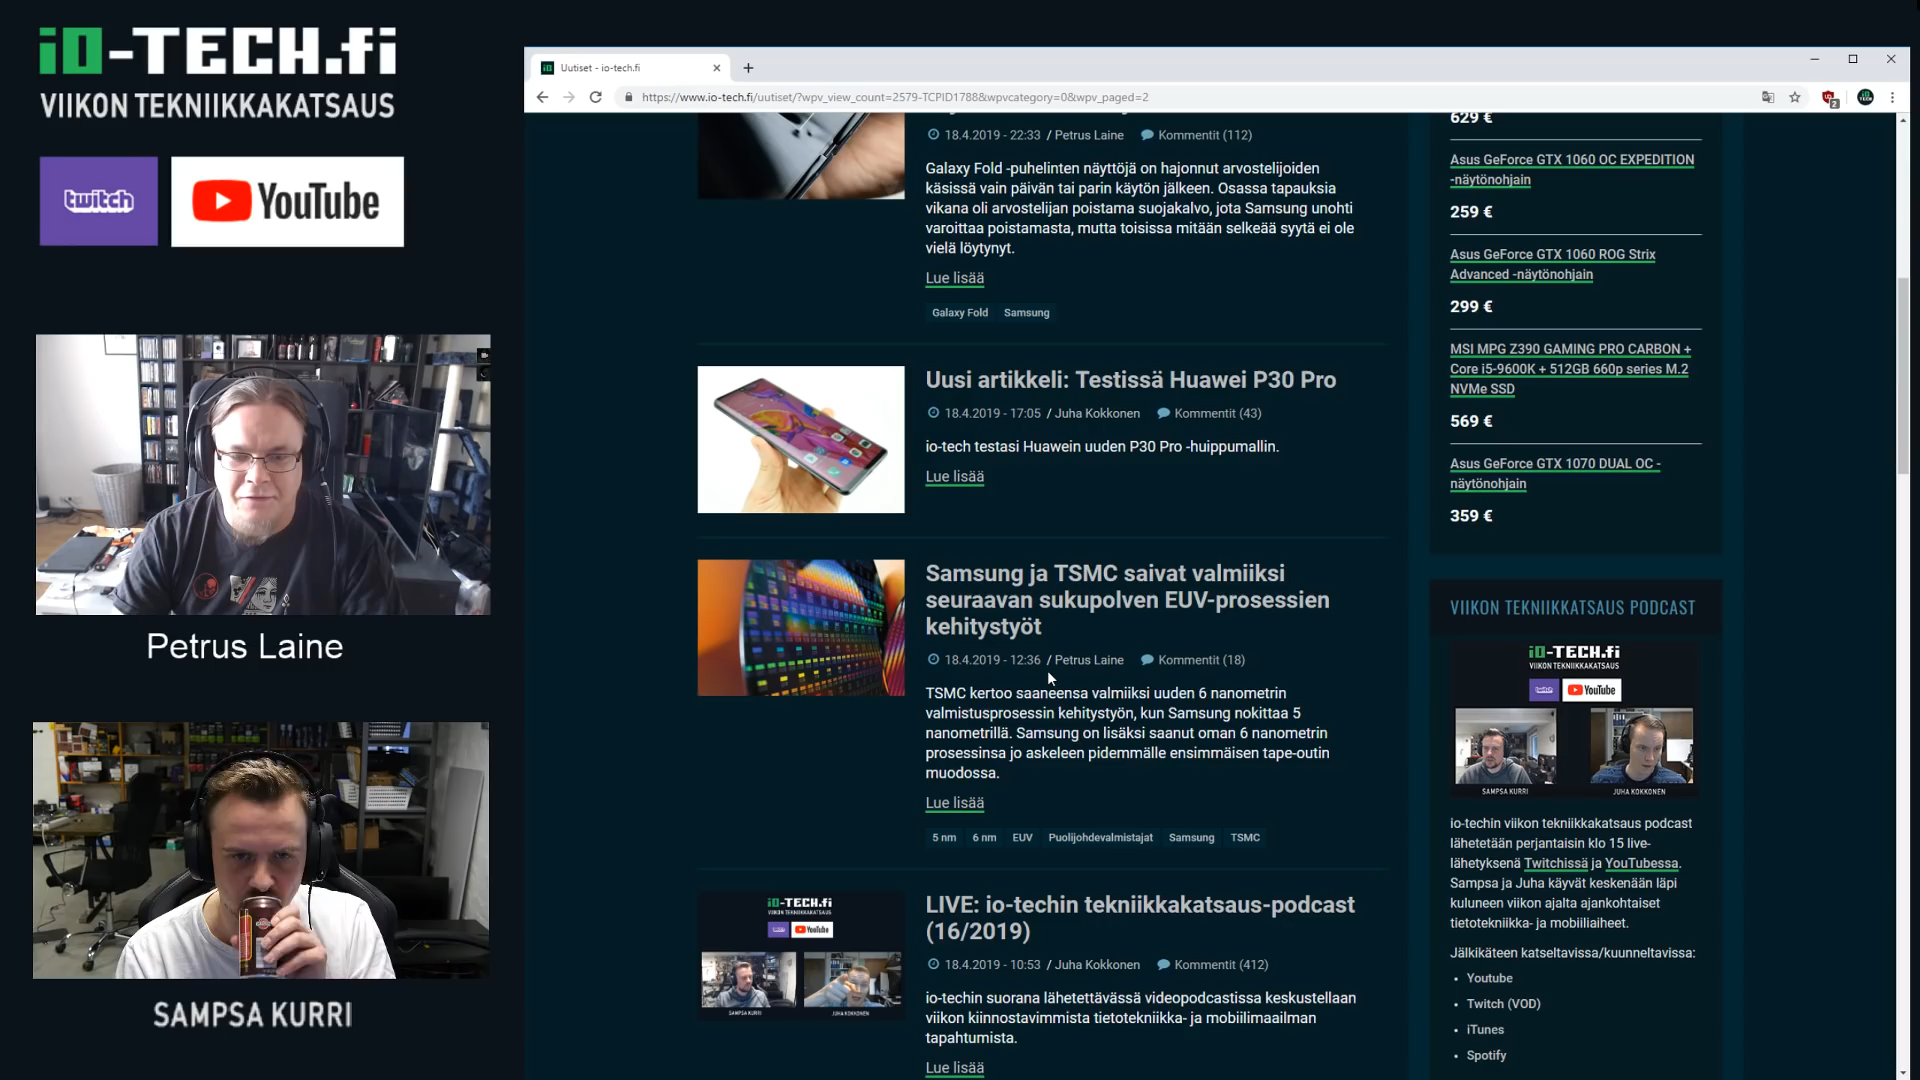 iO-TECH.fi
VIIKON TEKNIIKKAKATSAUS
twitch
YouTube
Petrus Laine
SAMPSA KURRI
Uutiset - io-tech.fi
https://www.io-tech.fi/uutiset/?wpv_view_count=2579-TCPID1788&wpvcategory=0&wpv_paged=2
2
18.4.2019 - 22:33 / Petrus Laine Kommentit (112)
Galaxy Fold -puhelinten näyttöjä on hajonnut arvostelijoiden
käsissä vain päivän tai parin käytön jälkeen. Osassa tapauksia
vikana oli arvostelijan poistama suojakalvo, jota Samsung unohti
varoittaa poistamasta, mutta toisissa mitään selkeää syytä ei ole
vielä löytynyt.
Lue lisää
Galaxy Fold Samsung
Uusi artikkeli: Testissä Huawei P30 Pro
18.4.2019 - 17:05 / Juha Kokkonen Kommentit (43)
io-tech testasi Huawein uuden P30 Pro -huippumallin.
Lue lisää
Samsung ja TSMC saivat valmiiksi
seuraavan sukupolven EUV-prosessien
kehitystyöt
18.4.2019 - 12:36 / Petrus Laine Kommentit (18)
TSMC kertoo saaneensa valmiiksi uuden 6 nanometrin
valmistusprosessin kehitystyön, kun Samsung nokittaa 5
nanometrillä. Samsung on lisäksi saanut oman 6 nanometrin
prosessinsa jo askeleen pidemmälle ensimmäisen tape-outin
muodossa.
Lue lisää
5 nm 6 nm EUV Puolijohdevalmistajat Samsung TSMC
iO-TECH.fi
VIIKON TEKNIIKKAKATSAUS
YouTube
SAMPSA KURRI JUHA KOKKONEN
LIVE: io-techin tekniikkakatsaus-podcast
(16/2019)
18.4.2019 - 10:53 / Juha Kokkonen Kommentit (412)
io-techin suorana lähetettävässä videopodcastissa keskustellaan
viikon kiinnostavimmista tietotekniikka- ja mobiilimaailman
tapahtumista.
Lue lisää
629 €
Asus GeForce GTX 1060 OC EXPEDITION
-näytönohjain
259 €
Asus GeForce GTX 1060 ROG Strix
Advanced -näytönohjain
299 €
MSI MPG Z390 GAMING PRO CARBON +
Core i5-9600K + 512GB 660p series M.2
NVMe SSD
569 €
Asus GeForce GTX 1070 DUAL OC -
näytönohjain
359 €
VIIKON TEKNIIKKATSAUS PODCAST
iO-TECH.fi
VIIKON TEKNIIKKAKATSAUS
twitch YouTube
SAMPSA KURRI JUHA KOKKONEN
io-techin viikon tekniikkakatsaus podcast
lähetetään perjantaisin klo 15 live-
lähetyksenä Twitchissä ja YouTubessa.
Sampsa ja Juha käyvät keskenään läpi
kuluneen viikon ajalta ajankohtaiset
tietotekniikka- ja mobiiliaiheet.
Jälkikäteen katseltavissa/kuunneltavissa:
Youtube
Twitch (VOD)
iTunes
Spotify